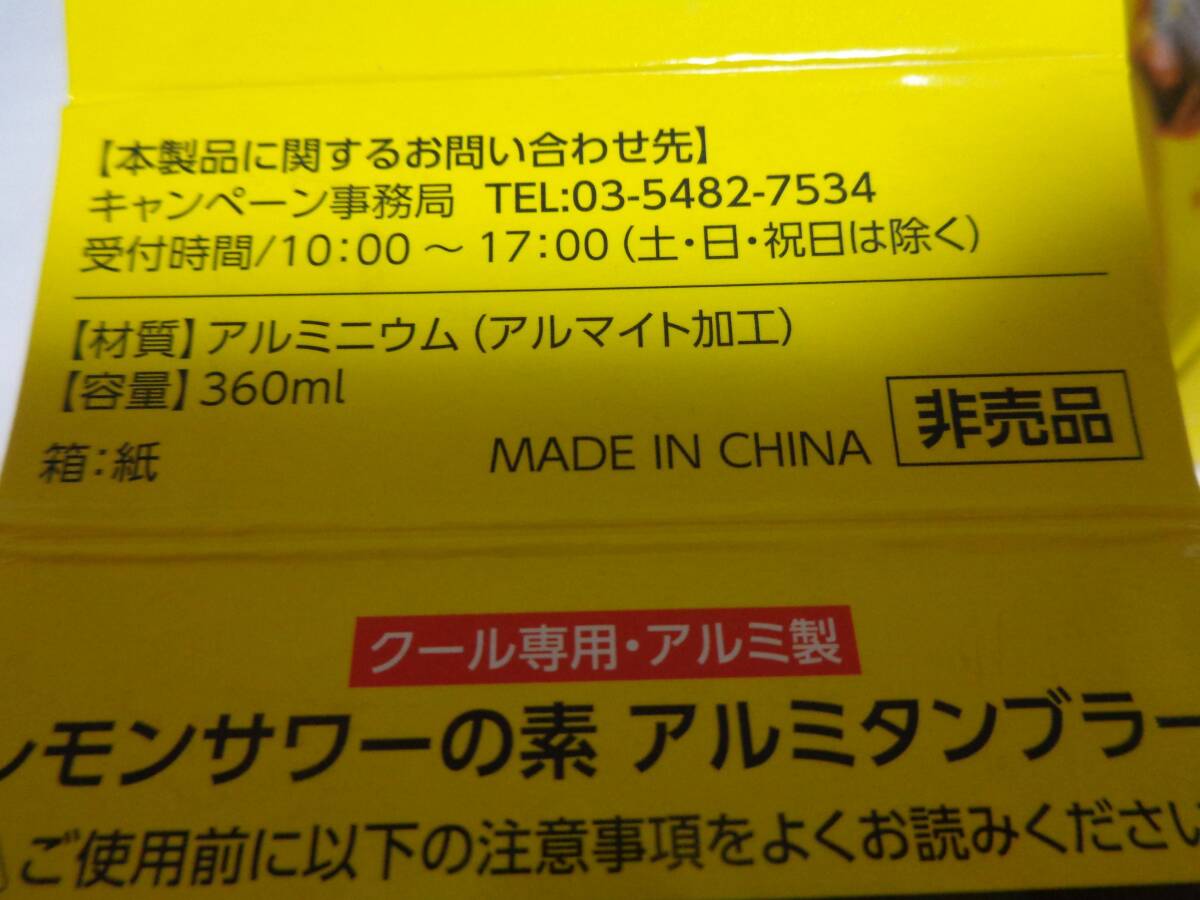 【本製品に関するお問い合わせ先】
キャンペーン事務局 TEL:03-5482-7534
受付時間/10:00 ～ 17:00(土・日・祝日は除く)
【材質】アルミニウム(アルマイト加工)
【容量】360ml
箱:紙 MADE IN CHINA 非売品
クール専用・アルミ製
レモンサワーの素 アルミタンブラー
ご使用前に以下の注意事項をよくお読みください